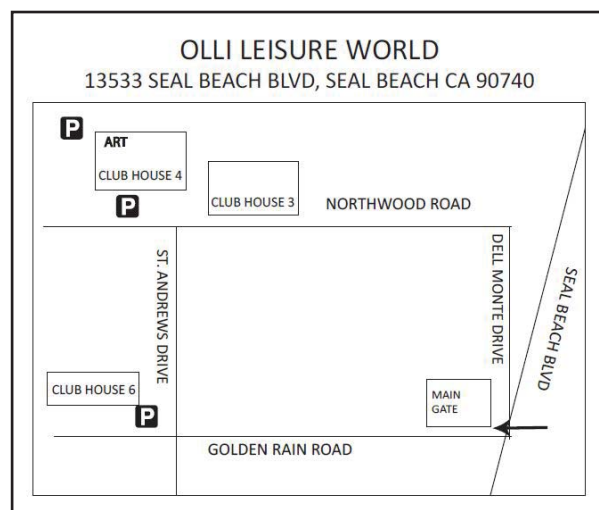 OLLI LEISURE WORLD
13533 SEAL BEACH BLVD, SEAL BEACH CA 90740
P
ART
CLUB HOUSE 4
CLUB HOUSE 3
P
NORTHWOOD ROAD
ST. ANDREWS DRIVE
DELL MONTE DRIVE
SEAL BEACH BLVD
CLUB HOUSE 6
P
MAIN
GATE
GOLDEN RAIN ROAD